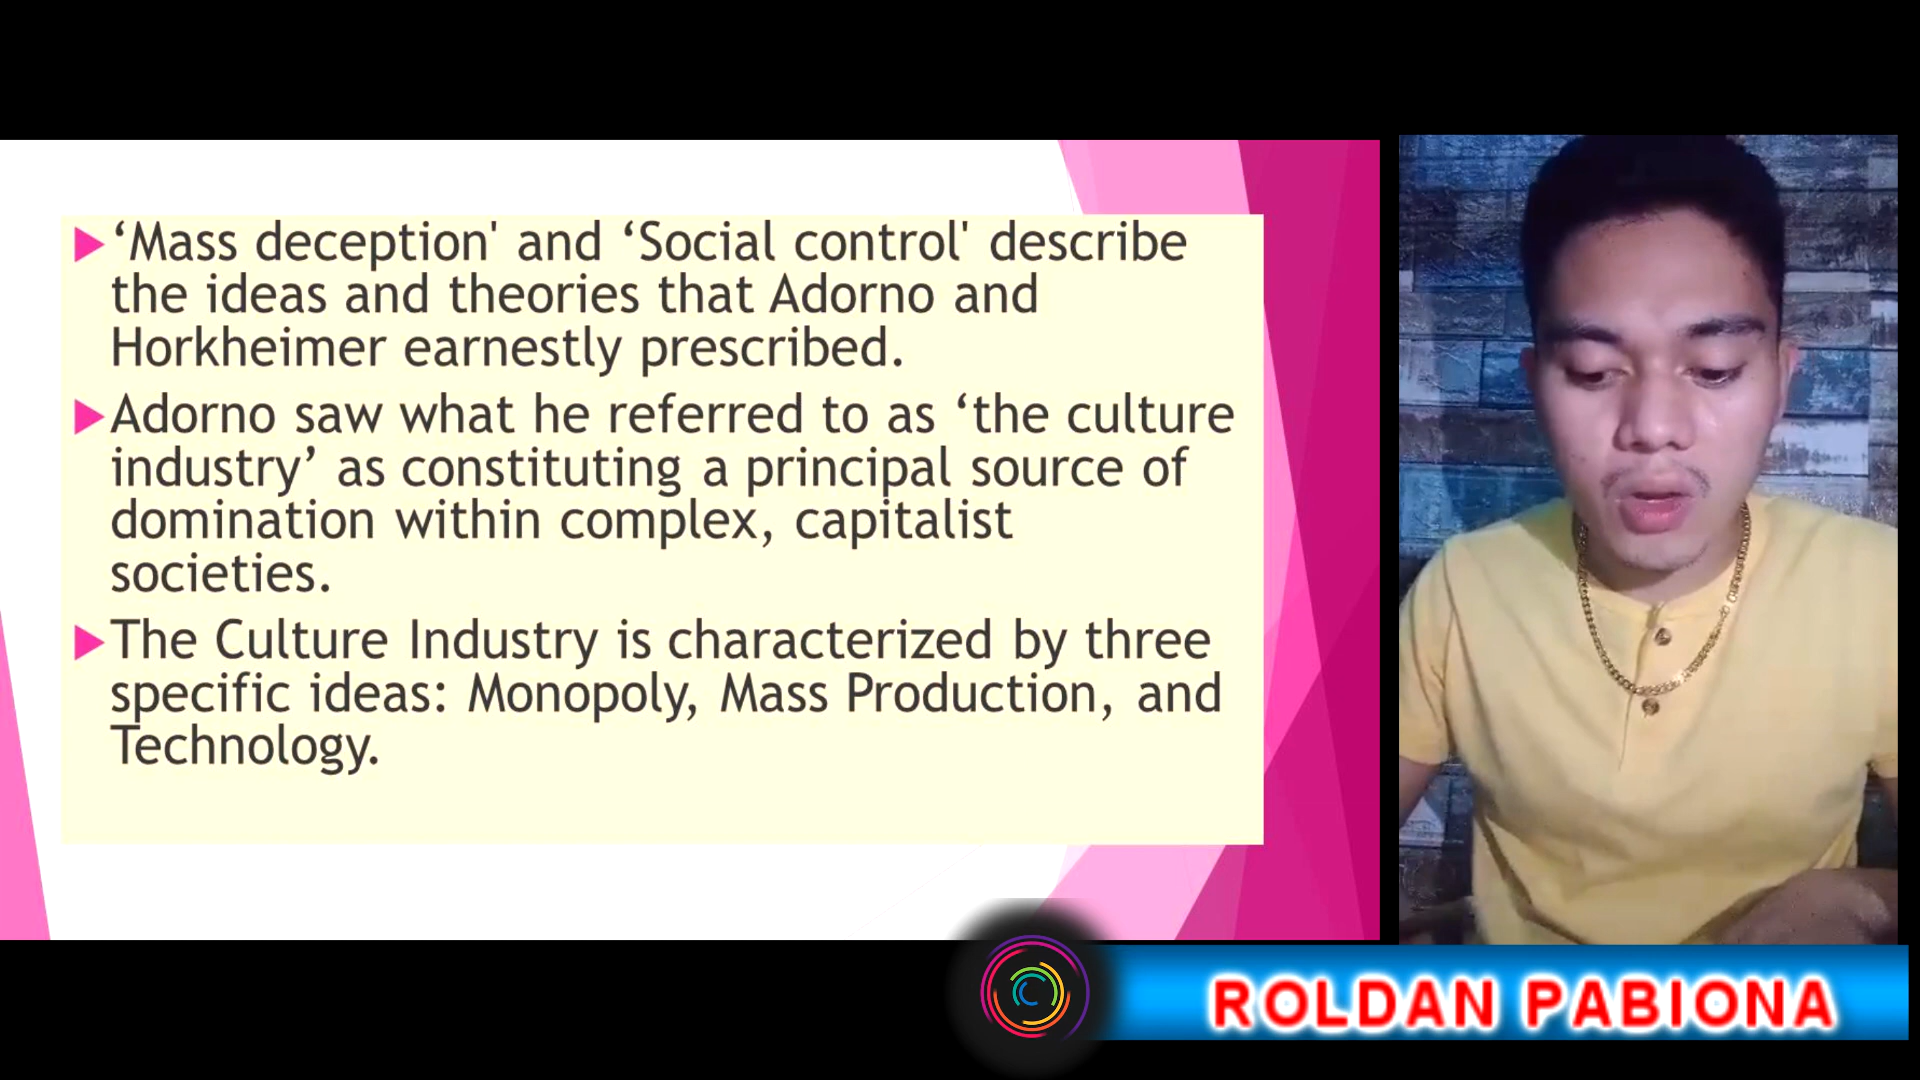 ‘Mass deception' and ‘Social control' describe
the ideas and theories that Adorno and
Horkheimer earnestly prescribed.
Adorno saw what he referred to as ‘the culture
industry’ as constituting a principal source of
domination within complex, capitalist
societies.
The Culture Industry is characterized by three
specific ideas: Monopoly, Mass Production, and
Technology.
ROLDAN PABIONA